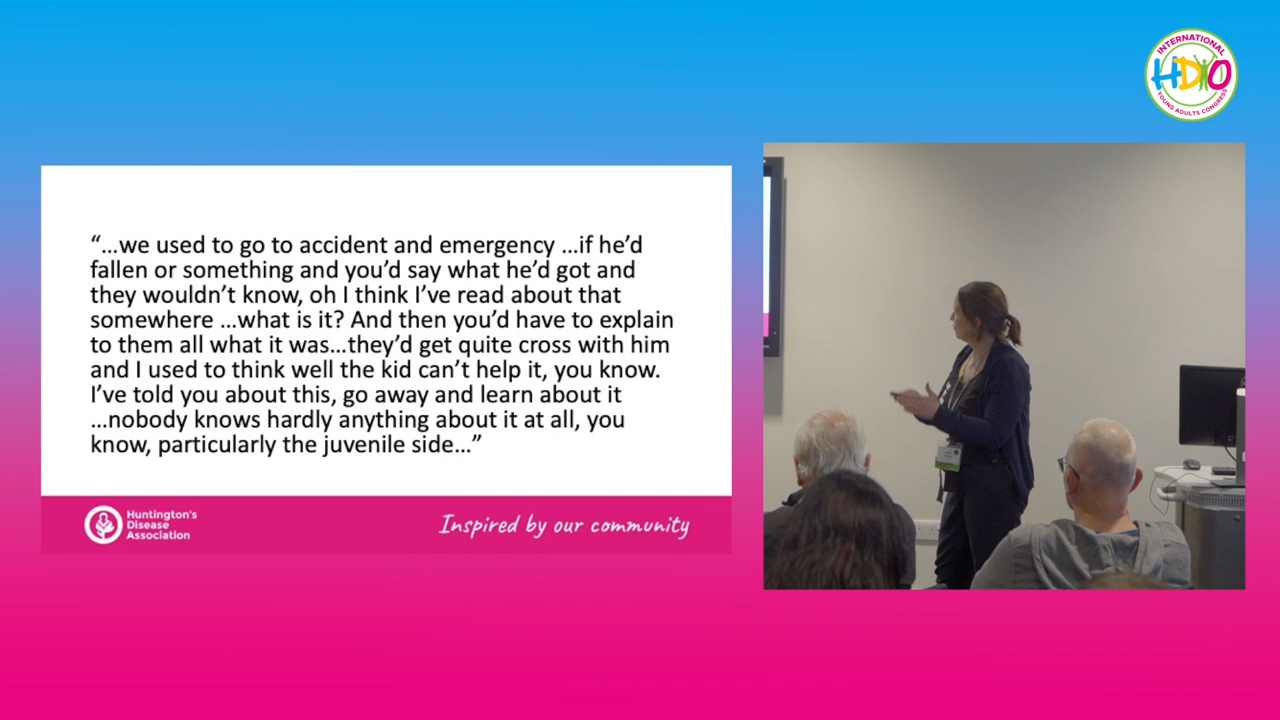 INTERNATIONAL
HDYO
YOUNG ADULTS CONGRESS
“...we used to go to accident and emergency ...if he’d
fallen or something and you’d say what he’d got and
they wouldn’t know, oh I think I’ve read about that
somewhere ...what is it? And then you’d have to explain
to them all what it was...they’d get quite cross with him
and I used to think well the kid can’t help it, you know.
I’ve told you about this, go away and learn about it
...nobody knows hardly anything about it at all, you
know, particularly the juvenile side...”
Huntington's
Disease
Association
Inspired by our community